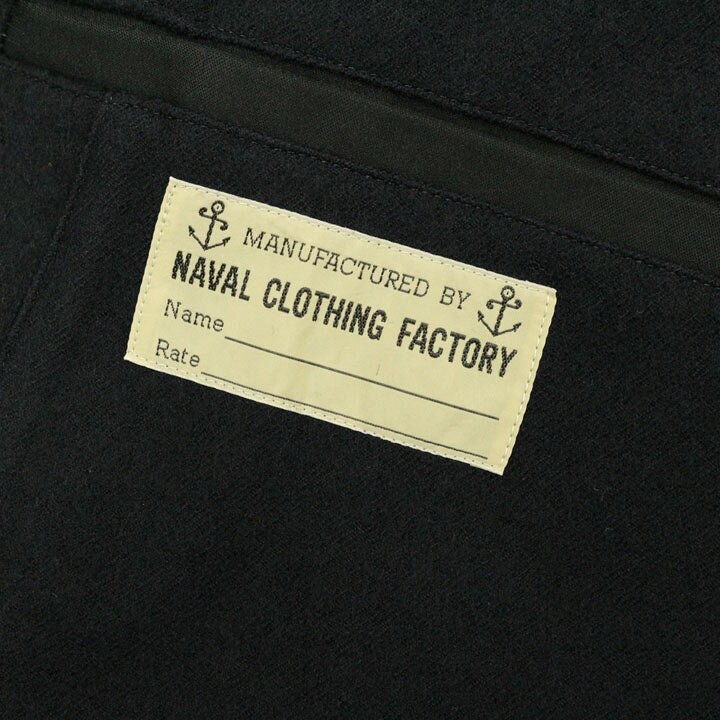 MANUFACTURED BY
NAVAL CLOTHING FACTORY
Name
Rate